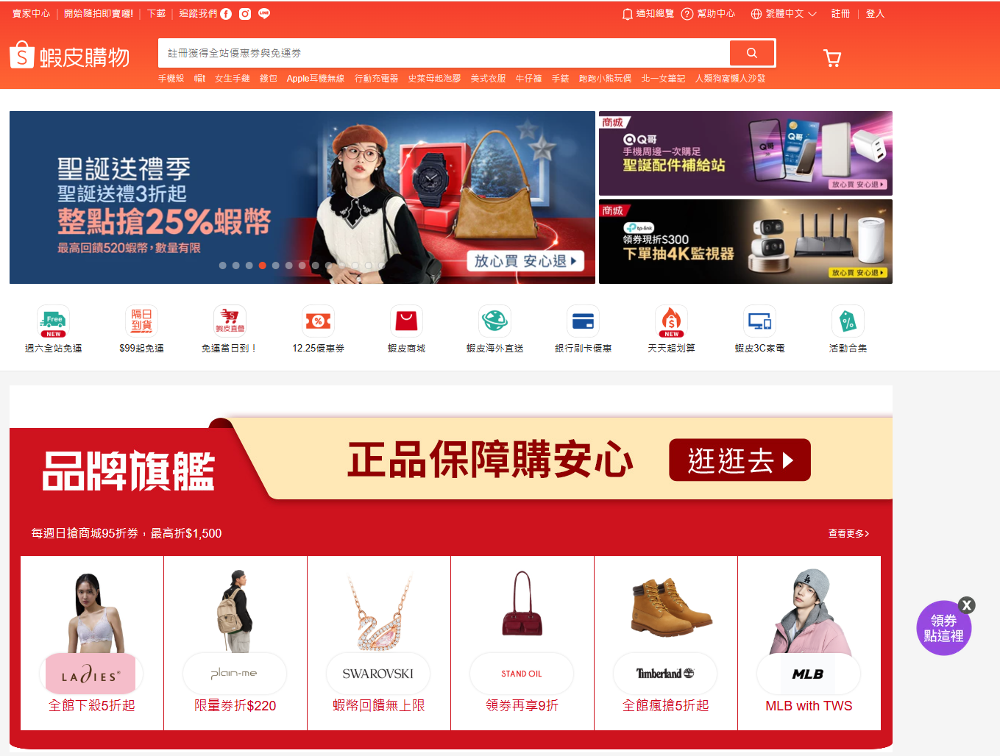 賣家中心 | 開始隨拍即賣囉! | 下載 | 追蹤我們
通知總覽 幫助中心 繁體中文 註冊 | 登入
蝦皮購物
註冊獲得全站優惠券與免運券
手機殼 帽t 女生手鏈 錢包 Apple耳機無線 行動充電器 史萊母起泡膠 美式衣服 牛仔褲 手錶 跑跑小熊玩偶 北一女筆記 人類狗窩懶人沙發
聖誕送禮季
聖誕送禮3折起
整點搶25%蝦幣
最高回饋520蝦幣，數量有限
放心買 安心退
商城
Q哥
手機周邊一次購足
聖誕配件補給站
Q哥
Q哥
放心買 安心退
商城
tp-link
領券現折$300
下單抽4K監視器
放心買 安心退
Free
NEW
週六全站免運
隔日
到貨
$99起免運
蝦皮直營
免運當日到！
12.25優惠券
蝦皮商城
蝦皮海外直送
銀行刷卡優惠
NEW
天天超划算
蝦皮3C家電
活動合集
品牌旗艦
正品保障購安心
逛逛去
每週日搶商城95折券，最高折$1,500
查看更多
LADIES
全館下殺5折起
plain-me
限量券折$220
SWAROVSKI
蝦幣回饋無上限
STAND OIL
領券再享9折
Timberland
全館瘋搶5折起
MLB
MLB with TWS
X
領券
點這裡